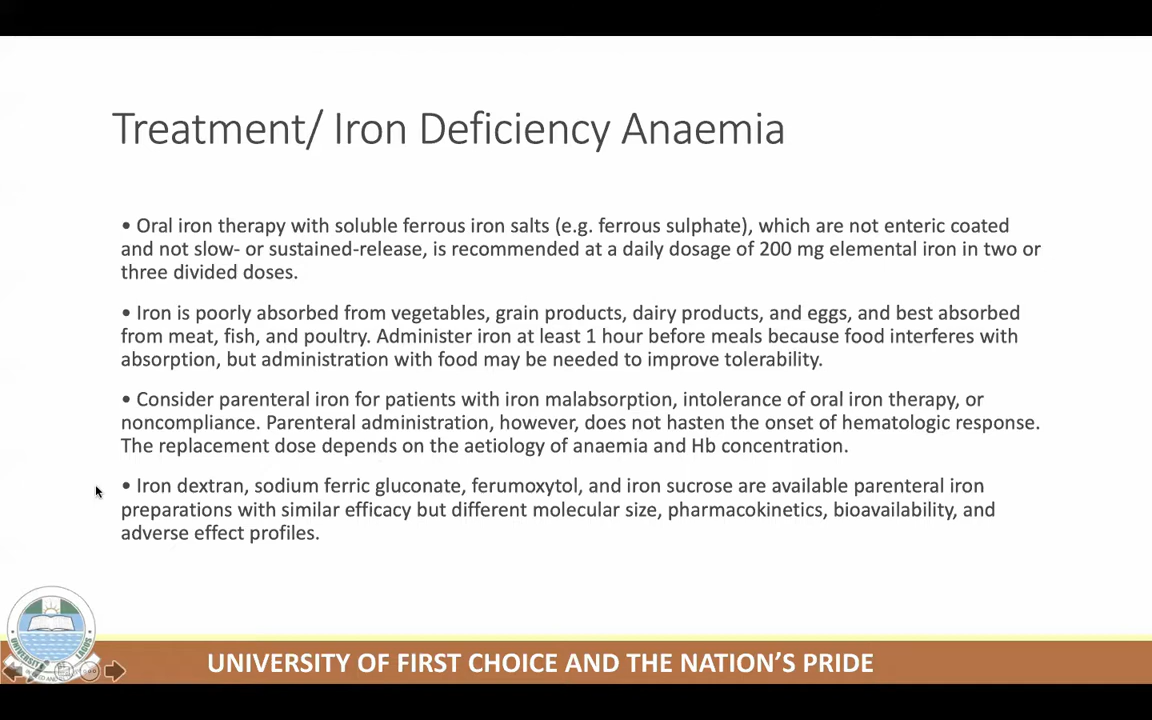 Treatment/ Iron Deficiency Anaemia
• Oral iron therapy with soluble ferrous iron salts (e.g. ferrous sulphate), which are not enteric coated
and not slow- or sustained-release, is recommended at a daily dosage of 200 mg elemental iron in two or
three divided doses.
• Iron is poorly absorbed from vegetables, grain products, dairy products, and eggs, and best absorbed
from meat, fish, and poultry. Administer iron at least 1 hour before meals because food interferes with
absorption, but administration with food may be needed to improve tolerability.
• Consider parenteral iron for patients with iron malabsorption, intolerance of oral iron therapy, or
noncompliance. Parenteral administration, however, does not hasten the onset of hematologic response.
The replacement dose depends on the aetiology of anaemia and Hb concentration.
• Iron dextran, sodium ferric gluconate, ferumoxytol, and iron sucrose are available parenteral iron
preparations with similar efficacy but different molecular size, pharmacokinetics, bioavailability, and
adverse effect profiles.
UNIVERSITY OF FIRST CHOICE AND THE NATION'S PRIDE